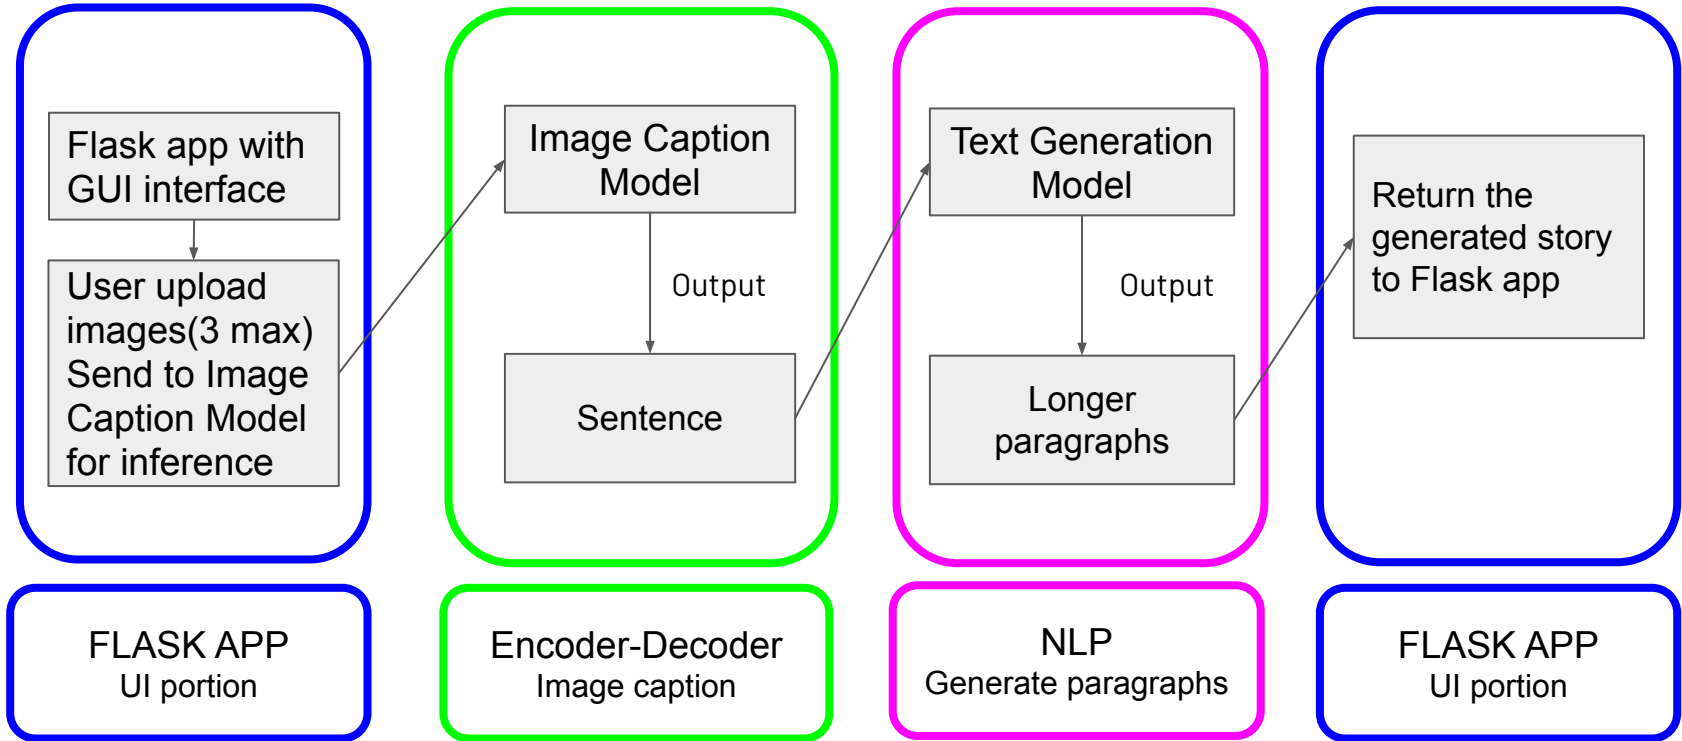 Flask app with
GUI interface
User upload
images(3 max)
Send to Image
Caption Model
for inference
Image Caption
Model
Output
Sentence
Text Generation
Model
Output
Longer
paragraphs
Return the
generated story
to Flask app
FLASK APP
UI portion
Encoder-Decoder
Image caption
NLP
Generate paragraphs
FLASK APP
UI portion